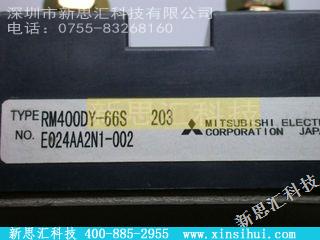 深圳市新思汇科技有限公司
电话：0755-83268160
TYPE RM400DY-66S 203
NO. E024AA2N1-002
MITSUBISHI ELECTR
CORPORATION JAPA
新思汇科技
新思汇科技 400-885-2955 www.xinsihui.com